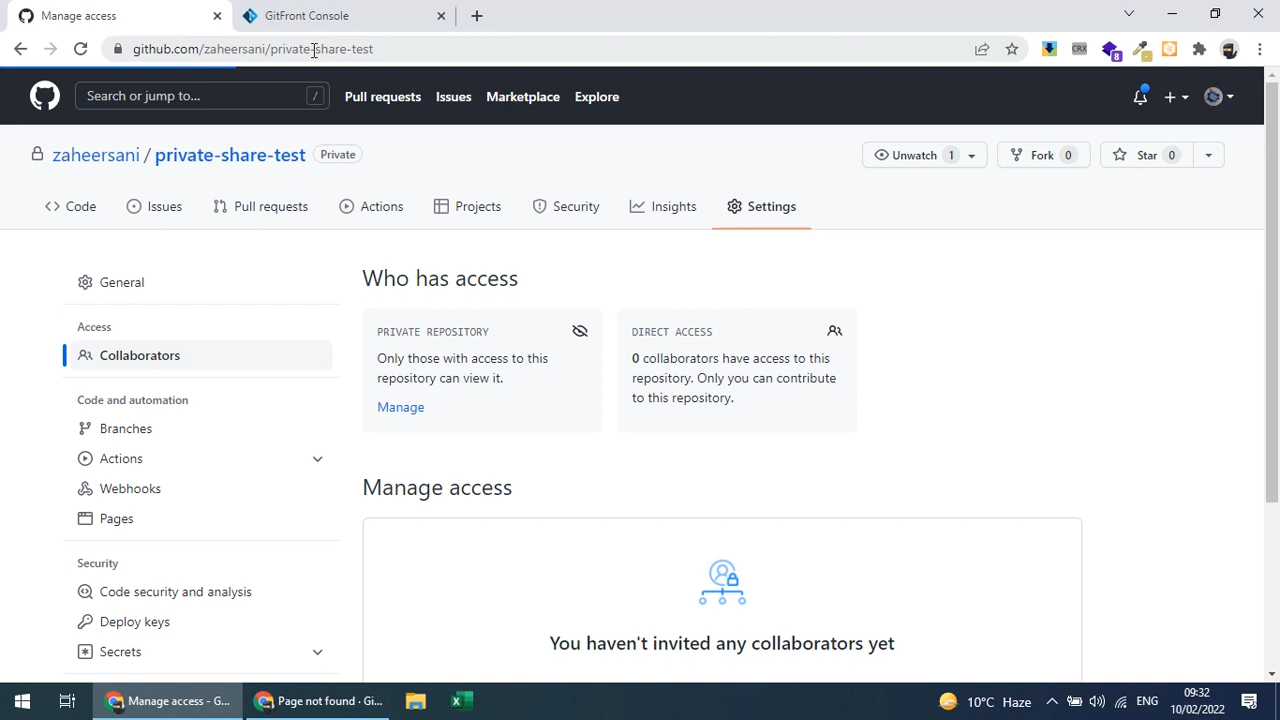 Manage access
GitFront Console
github.com/zaheersani/private-share-test
CRX
8
Search or jump to...
/
Pull requests
Issues
Marketplace
Explore
zaheersani / private-share-test
Private
Unwatch 1
Fork 0
Star 0
Code
Issues
Pull requests
Actions
Projects
Security
Insights
Settings
General
Access
Collaborators
Code and automation
Branches
Actions
Webhooks
Pages
Security
Code security and analysis
Deploy keys
Secrets
Who has access
PRIVATE REPOSITORY
Only those with access to this
repository can view it.
Manage
DIRECT ACCESS
0 collaborators have access to this
repository. Only you can contribute
to this repository.
Manage access
You haven't invited any collaborators yet
Manage access - G...
Page not found · Gi...
10°C Haze
ENG
09:32
10/02/2022